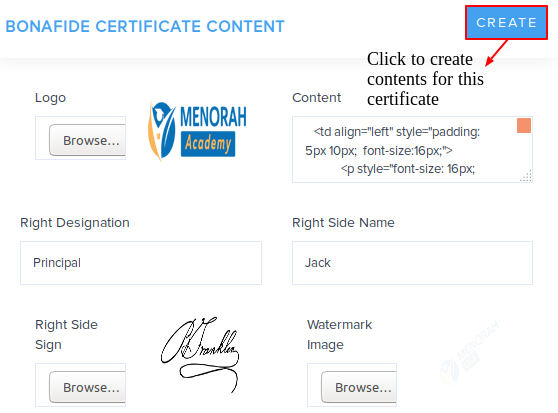 BONAFIDE CERTIFICATE CONTENT
CREATE
Click to create
contents for this
certificate
Logo
Browse...
MENORAH
Academy
Content
<td align="left" style="padding:
5px 10px;  font-size:16px;">
<p style="font-size: 16px;
Right Designation
Principal
Right Side Name
Jack
Right Side
Sign
Browse...
B. Franklin
Watermark
Image
Browse...
MENORAH